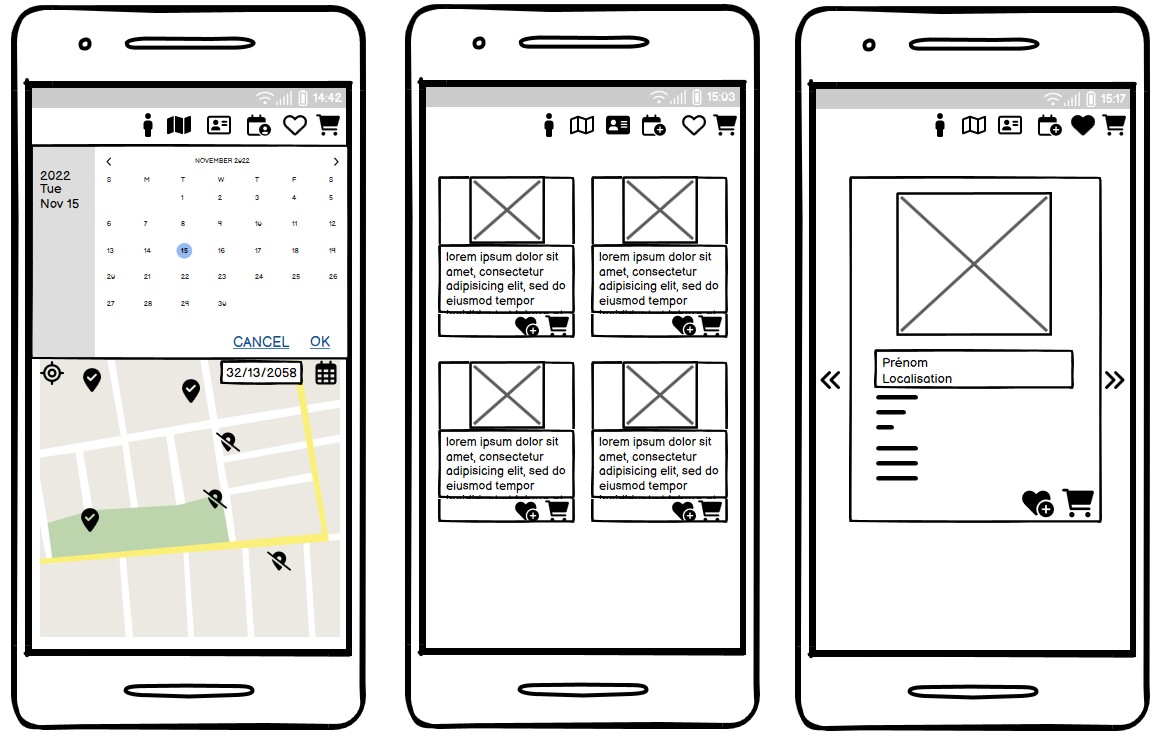 14:42
2022
Tue
Nov 15
NOVEMBER 2022
S M T W T F S
1 2 3 4 5
6 7 8 9 10 11 12
13 14 15 16 17 18 19
20 21 22 23 24 25 26
27 28 29 30
CANCEL OK
32/13/2058
15:03
lorem ipsum dolor sit
amet, consectetur
adipisicing elit, sed do
eiusmod tempor
lorem ipsum dolor sit
amet, consectetur
adipisicing elit, sed do
eiusmod tempor
lorem ipsum dolor sit
amet, consectetur
adipisicing elit, sed do
eiusmod tempor
lorem ipsum dolor sit
amet, consectetur
adipisicing elit, sed do
eiusmod tempor
15:17
Prénom
Localisation